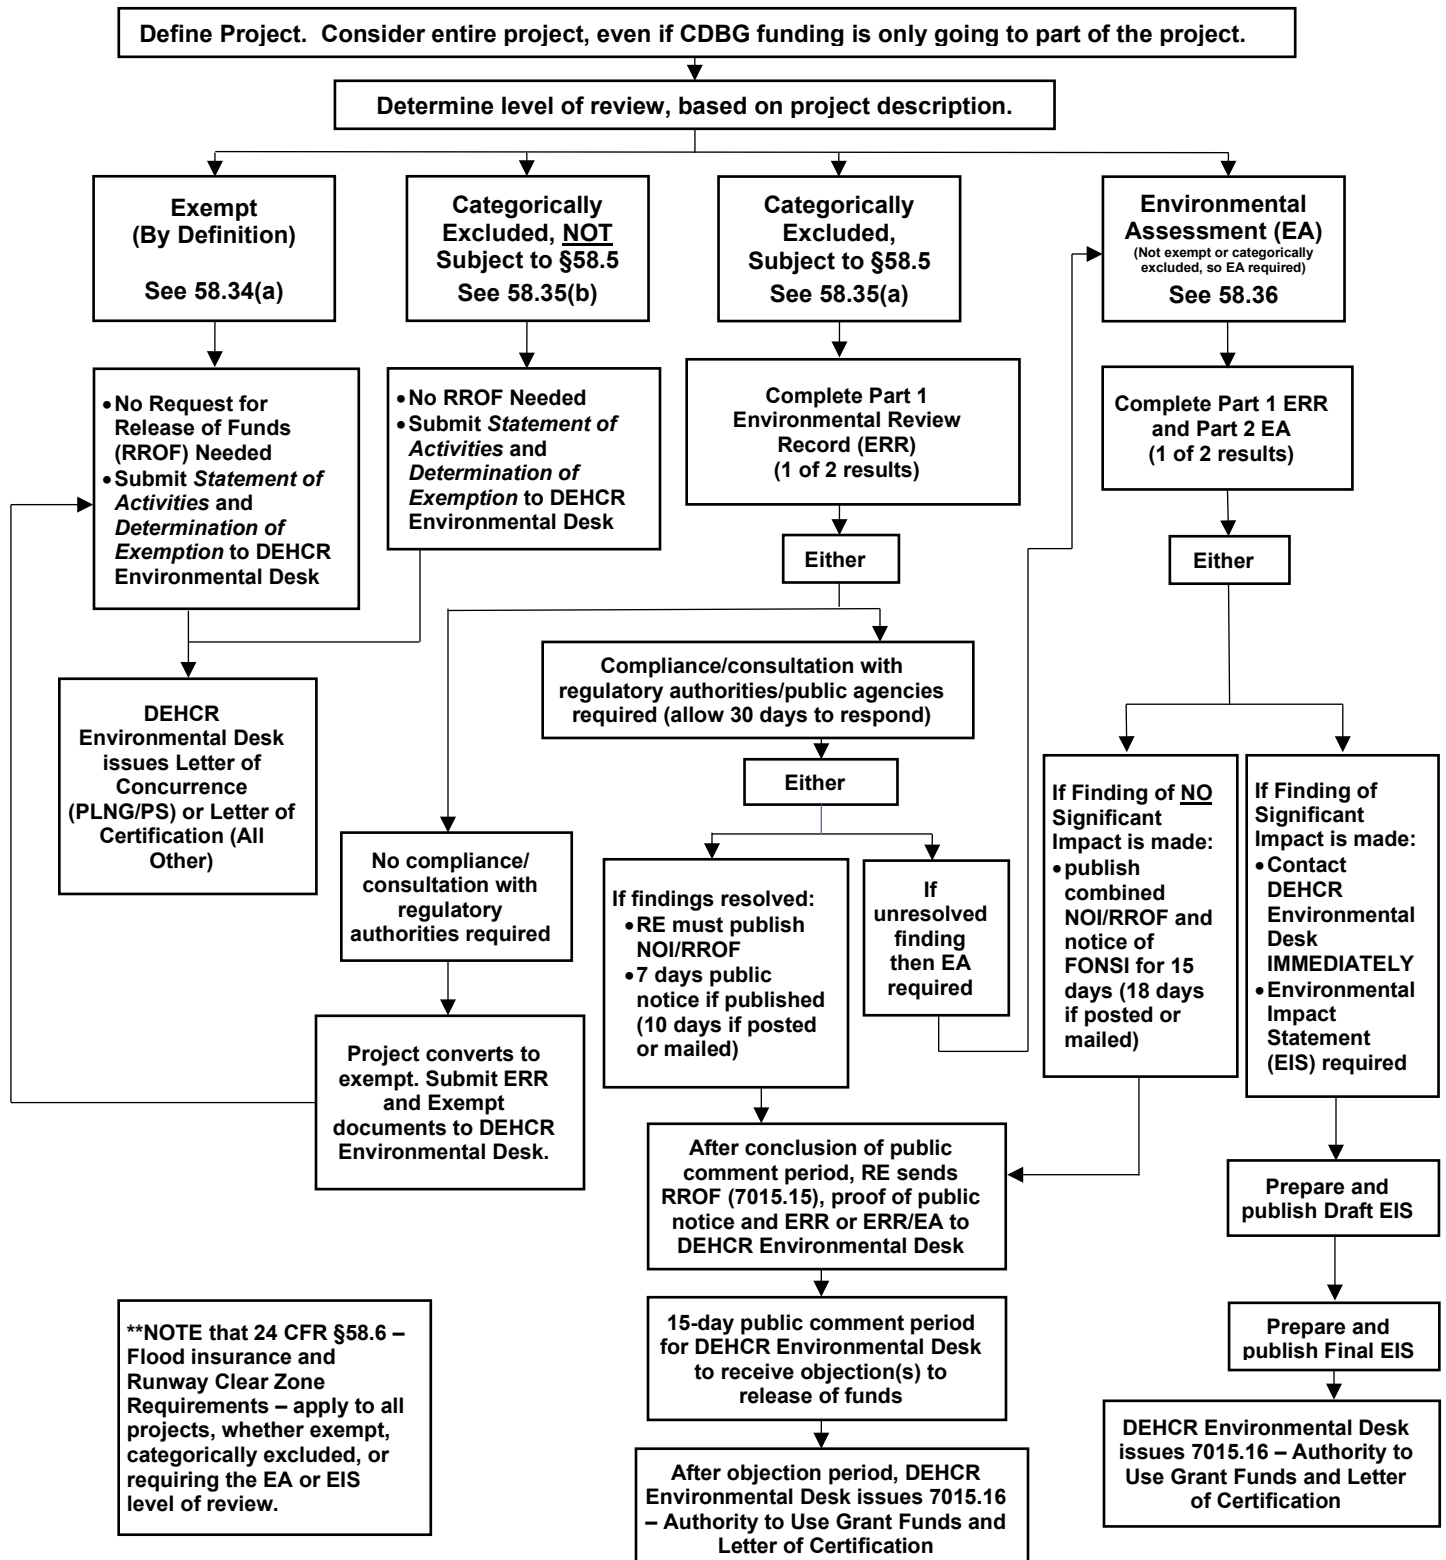 Define Project.  Consider entire project, even if CDBG funding is only going to part of the project.
Determine level of review, based on project description.
Exempt
(By Definition)
See 58.34(a)
Categorically
Excluded, NOT
Subject to §58.5
See 58.35(b)
Categorically
Excluded,
Subject to §58.5
See 58.35(a)
Environmental
Assessment (EA)
(Not exempt or categorically
excluded, so EA required)
See 58.36
•No Request for
Release of Funds
(RROF) Needed
•Submit Statement of
Activities and
Determination of
Exemption to DEHCR
Environmental Desk
•No RROF Needed
•Submit Statement of
Activities and
Determination of
Exemption to DEHCR
Environmental Desk
Complete Part 1
Environmental Review
Record (ERR)
(1 of 2 results)
Complete Part 1 ERR
and Part 2 EA
(1 of 2 results)
Either
Either
Compliance/consultation with
regulatory authorities/public agencies
required (allow 30 days to respond)
DEHCR
Environmental Desk
issues Letter of
Concurrence
(PLNG/PS) or Letter of
Certification (All
Other)
Either
No compliance/
consultation with
regulatory
authorities required
If findings resolved:
•RE must publish
NOI/RROF
•7 days public
notice if published
(10 days if posted
or mailed)
If
unresolved
finding
then EA
required
If Finding of NO
Significant
Impact is made:
•publish
combined
NOI/RROF and
notice of
FONSI for 15
days (18 days
if posted or
mailed)
If Finding of
Significant
Impact is made:
•Contact
DEHCR
Environmental
Desk
IMMEDIATELY
•Environmental
Impact
Statement
(EIS) required
Project converts to
exempt. Submit ERR
and Exempt
documents to DEHCR
Environmental Desk.
After conclusion of public
comment period, RE sends
RROF (7015.15), proof of public
notice and ERR or ERR/EA to
DEHCR Environmental Desk
Prepare and
publish Draft EIS
15-day public comment period
for DEHCR Environmental Desk
to receive objection(s) to
release of funds
Prepare and
publish Final EIS
**NOTE that 24 CFR §58.6 –
Flood insurance and
Runway Clear Zone
Requirements – apply to all
projects, whether exempt,
categorically excluded, or
requiring the EA or EIS
level of review.
After objection period, DEHCR
Environmental Desk issues 7015.16
– Authority to Use Grant Funds and
Letter of Certification
DEHCR Environmental Desk
issues 7015.16 – Authority to
Use Grant Funds and Letter
of Certification